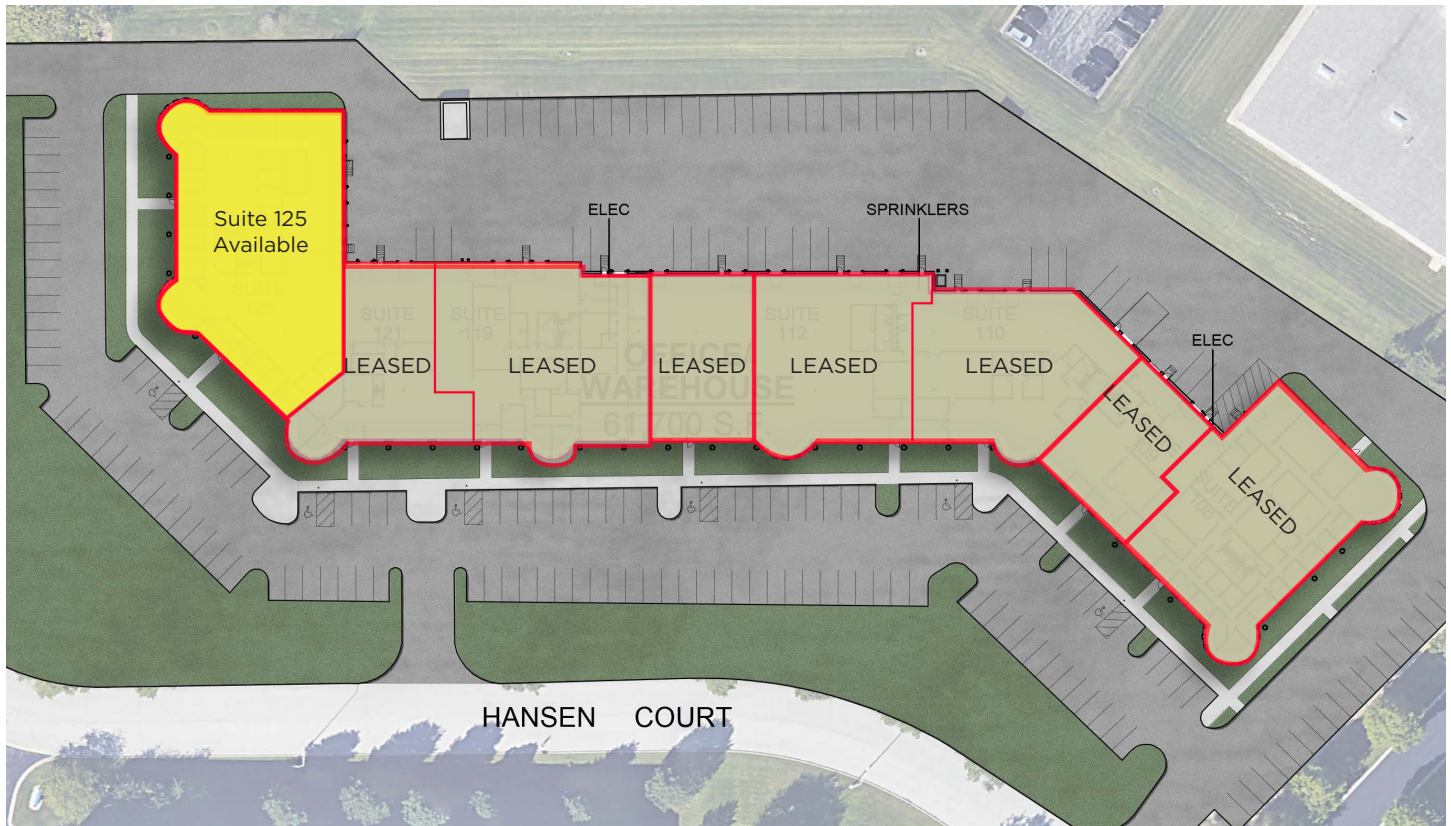 Suite 125
Available
ELEC
SPRINKLERS
ELEC
SUITE
121
SUITE
119
SUITE
112
SUITE
110
LEASED
LEASED
LEASED
LEASED
LEASED
LEASED
LEASED
OFFICE/
WAREHOUSE
61,700 S.F.
SUITE
HANSEN COURT